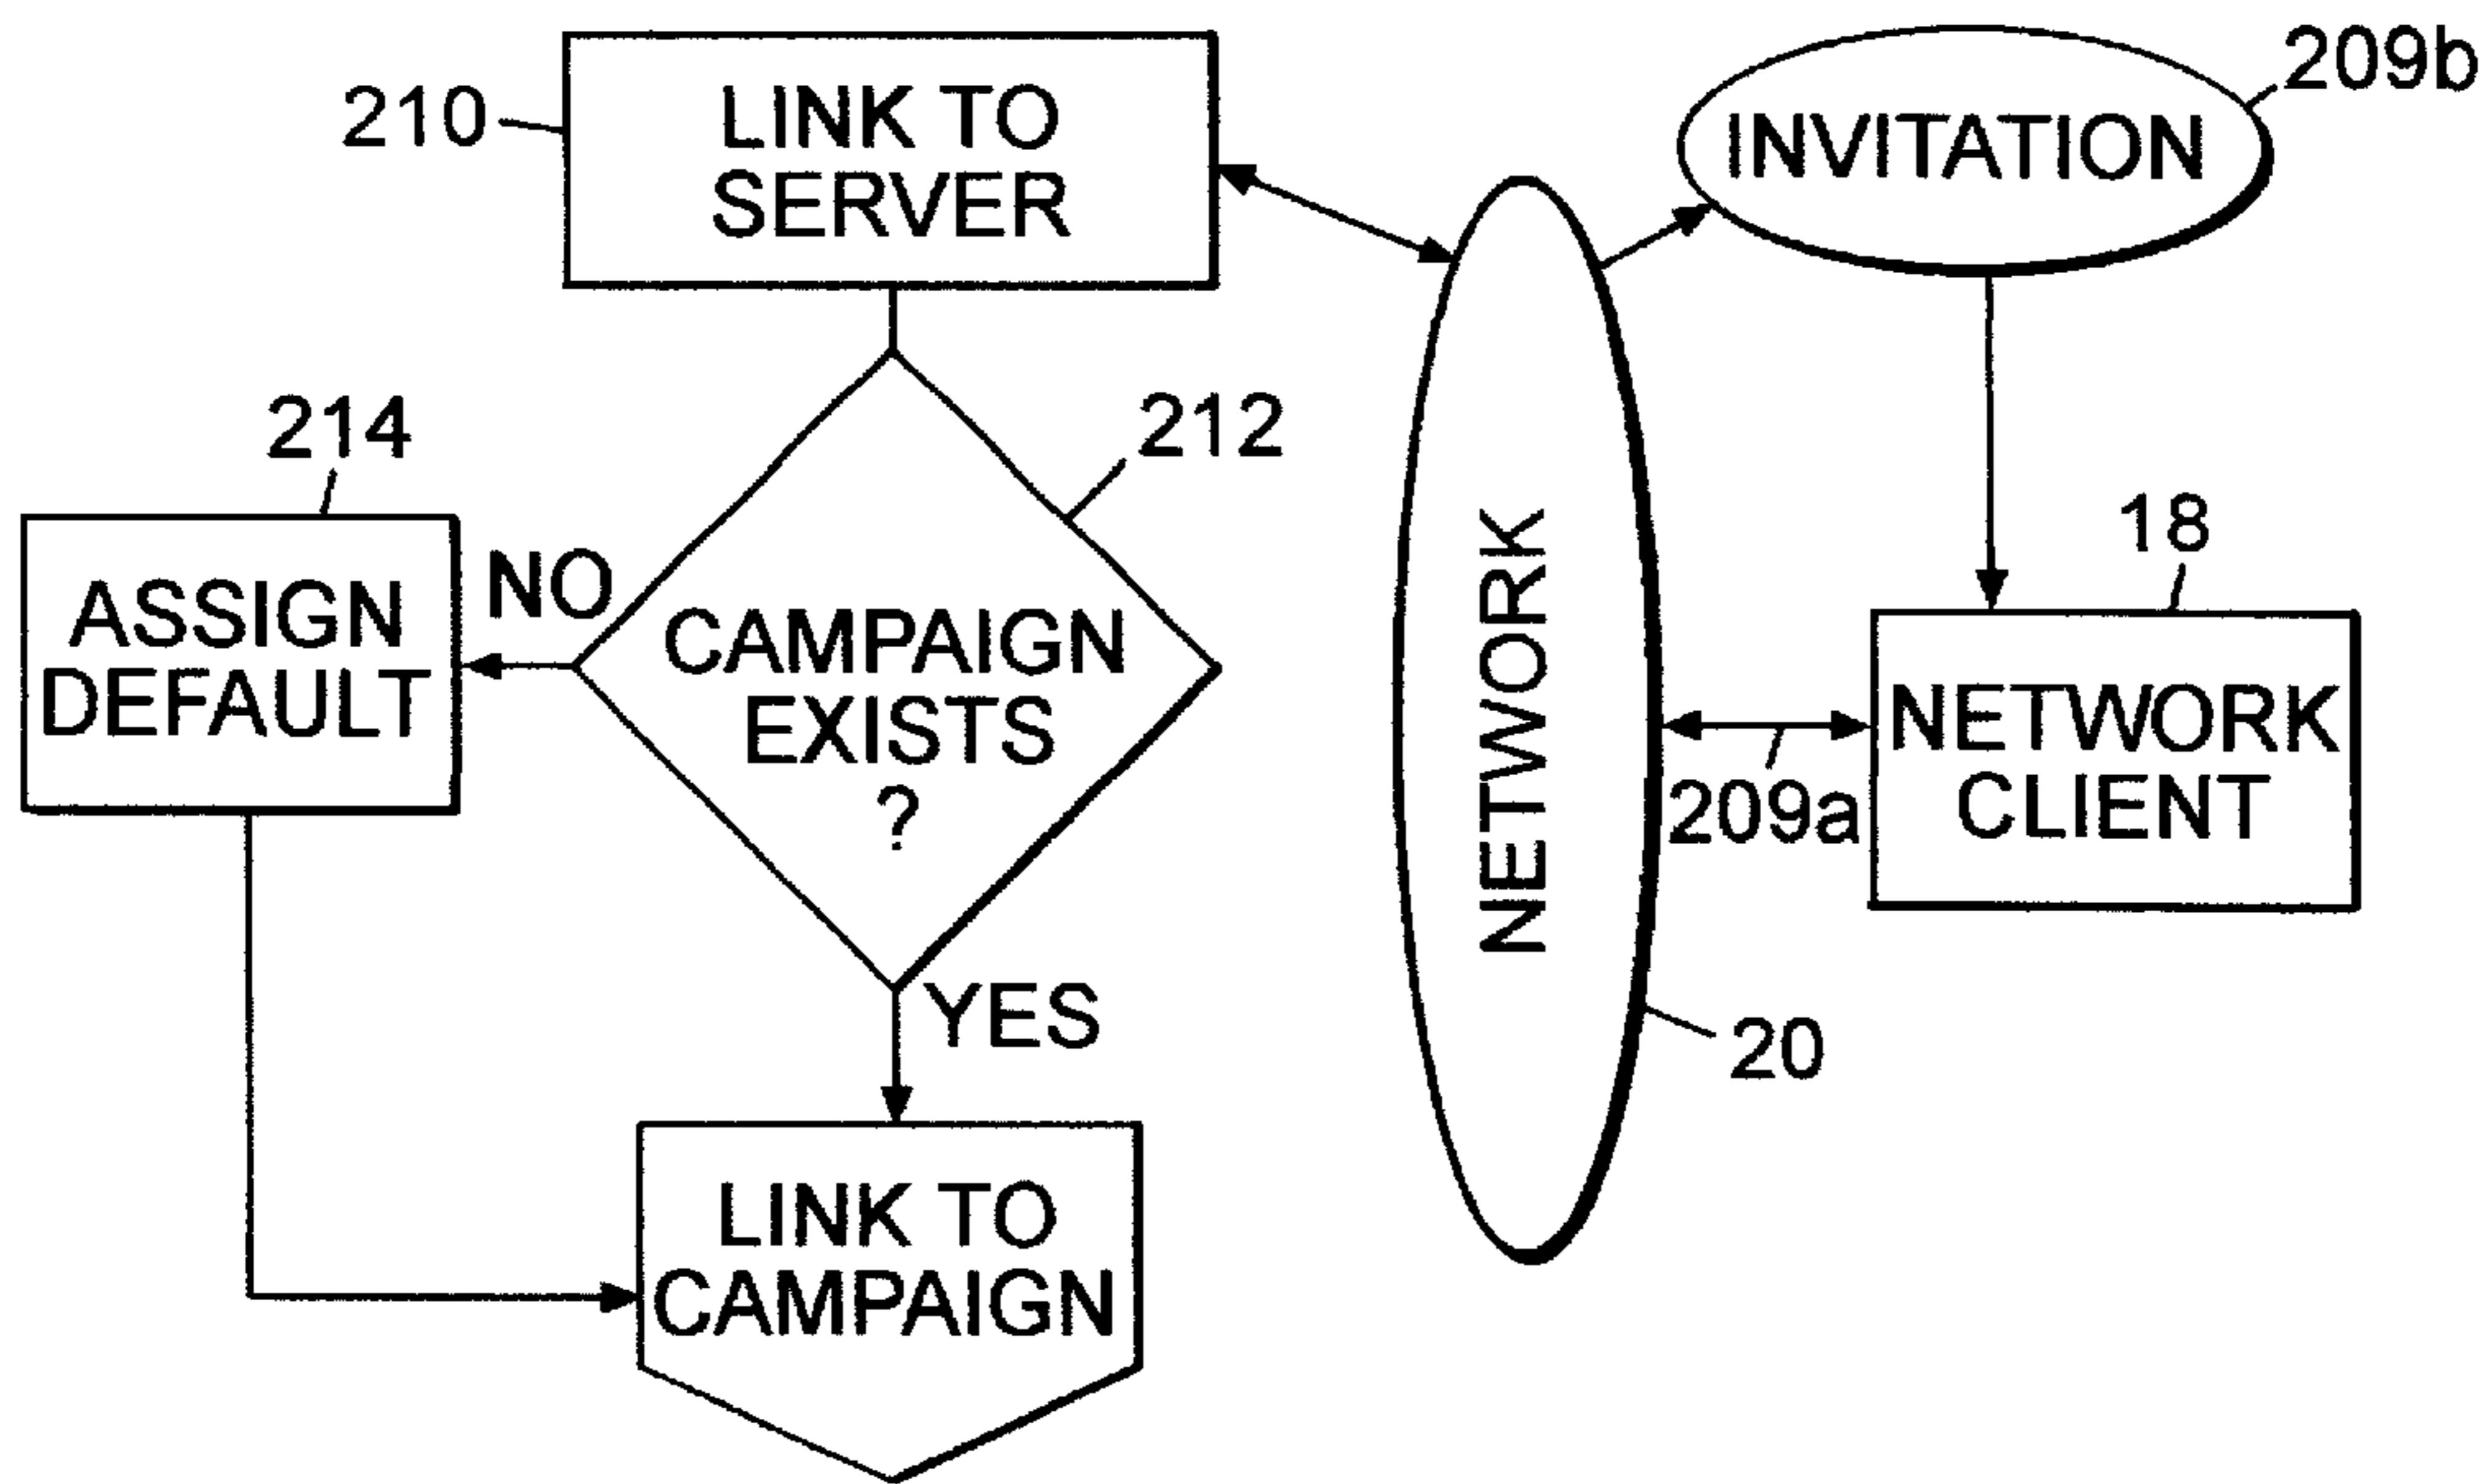 210
LINK TO
SERVER
209b
INVITATION
214
212
18
ASSIGN
DEFAULT
NO
CAMPAIGN
EXISTS
?
NETWORK
209a
NETWORK
CLIENT
YES
20
LINK TO
CAMPAIGN